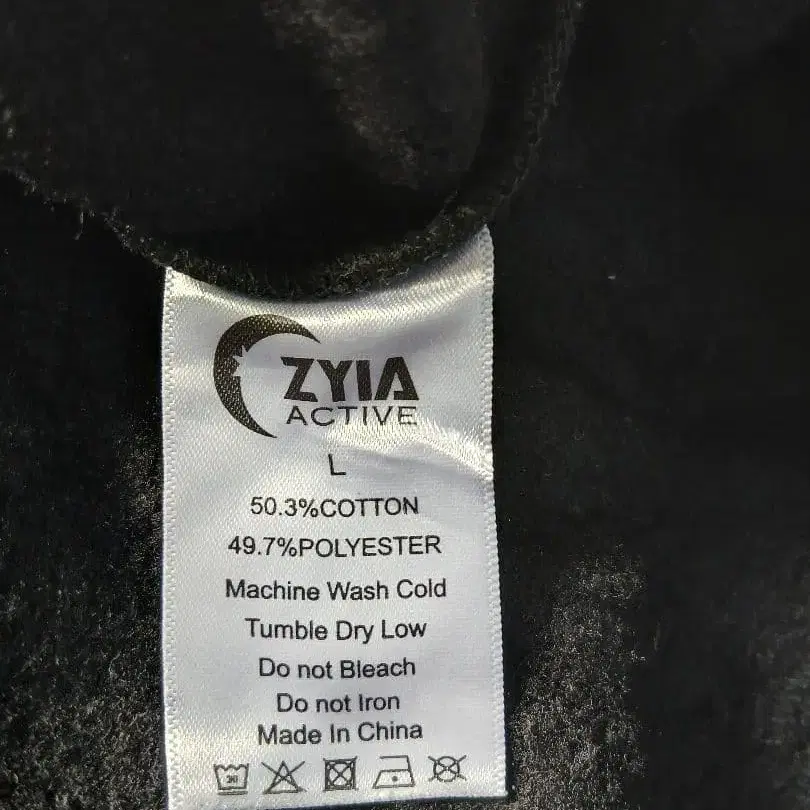 ZYIA
ACTIVE
L
50.3%COTTON
49.7%POLYESTER
Machine Wash Cold
Tumble Dry Low
Do not Bleach
Do not Iron
Made In China